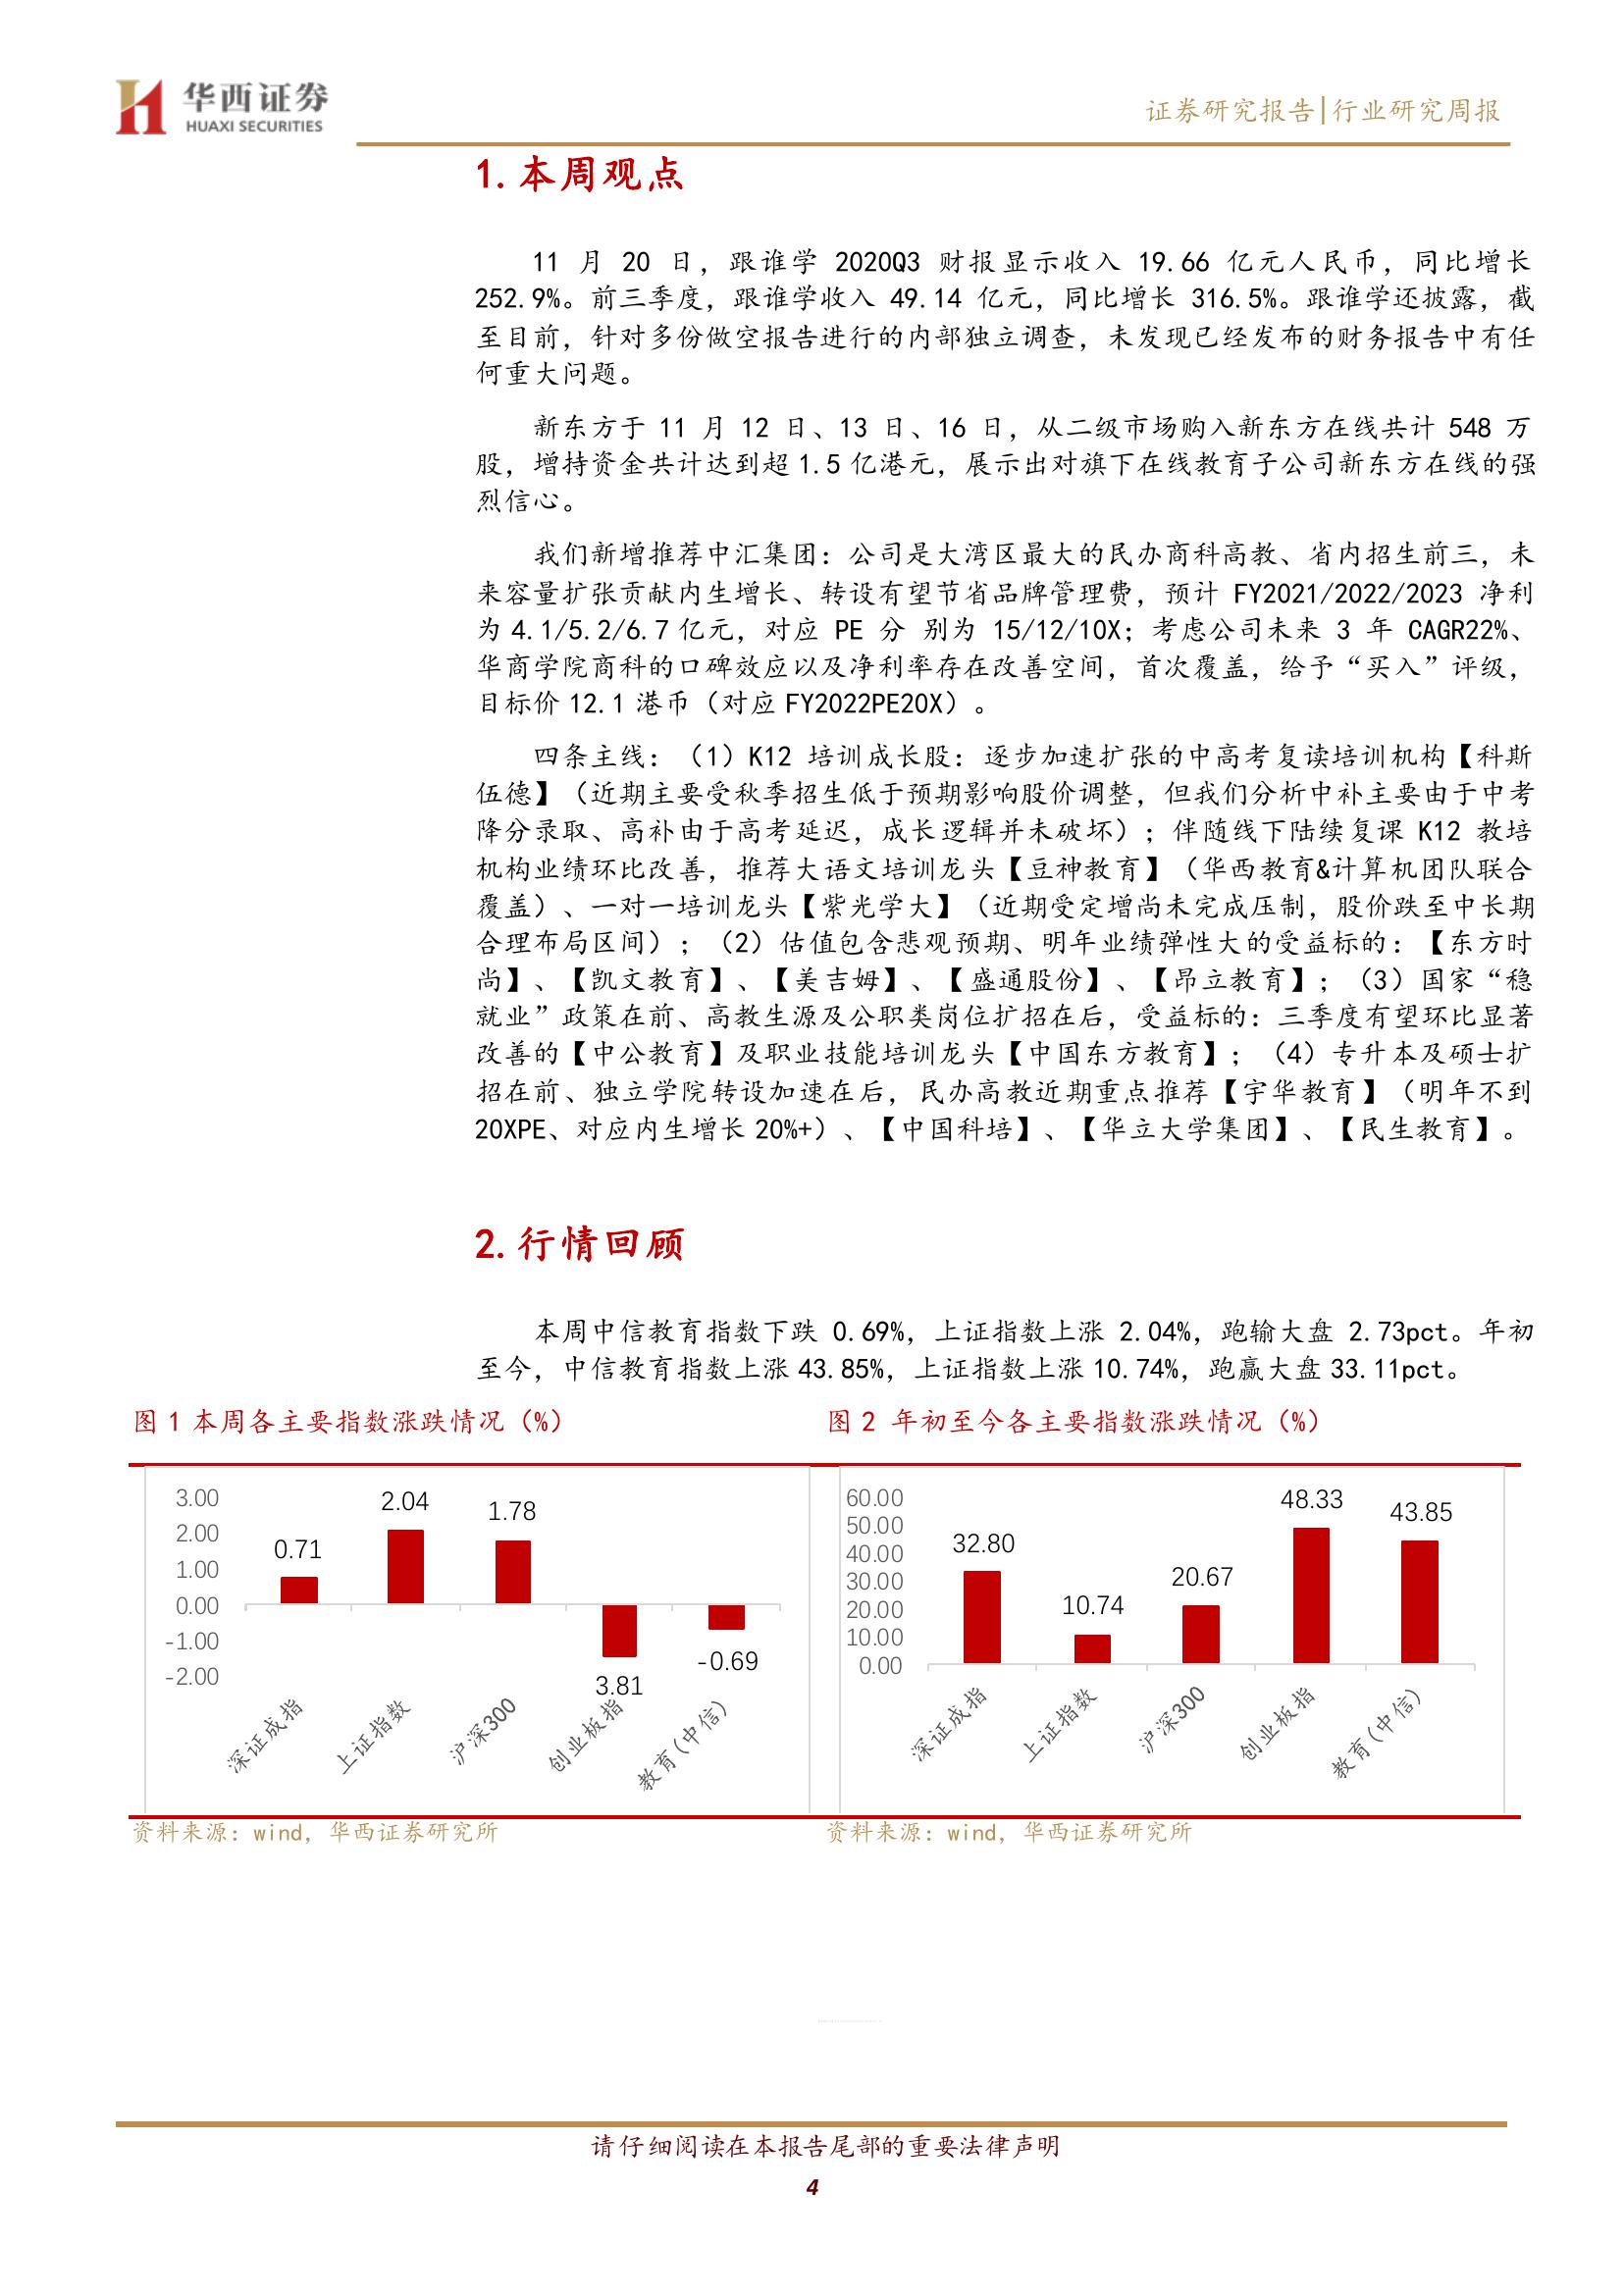 华西证券
HUAXI SECURITIES
证券研究报告|行业研究周报
1.本周观点
11 月 20 日，跟谁学 2020Q3 财报显示收入 19.66 亿元人民币，同比增长
252.9%。前三季度，跟谁学收入 49.14 亿元，同比增长 316.5%。跟谁学还披露，截
至目前，针对多份做空报告进行的内部独立调查，未发现已经发布的财务报告中有任
何重大问题。
新东方于 11 月 12 日、13 日、16 日，从二级市场购入新东方在线共计 548 万
股，增持资金共计达到超 1.5 亿港元，展示出对旗下在线教育子公司新东方在线的强
烈信心。
我们新增推荐中汇集团：公司是大湾区最大的民办商科高教、省内招生前三，未
来容量扩张贡献内生增长、转设有望节省品牌管理费，预计 FY2021/2022/2023 净利
为 4.1/5.2/6.7 亿元，对应 PE 分 别为 15/12/10X；考虑公司未来 3 年 CAGR22%、
华商学院商科的口碑效应以及净利率存在改善空间，首次覆盖，给予“买入”评级，
目标价 12.1 港币（对应 FY2022PE20X）。
四条主线：（1）K12 培训成长股：逐步加速扩张的中高考复读培训机构【科斯
伍德】（近期主要受秋季招生低于预期影响股价调整，但我们分析中补主要由于中考
降分录取、高补由于高考延迟，成长逻辑并未破坏）；伴随线下陆续复课 K12 教培
机构业绩环比改善，推荐大语文培训龙头【豆神教育】（华西教育&计算机团队联合
覆盖）、一对一培训龙头【紫光学大】（近期受定增尚未完成压制，股价跌至中长期
合理布局区间）；（2）估值包含悲观预期、明年业绩弹性大的受益标的：【东方时
尚】、【凯文教育】、【美吉姆】、【盛通股份】、【昂立教育】；（3）国家“稳
就业”政策在前、高教生源及公职类岗位扩招在后，受益标的：三季度有望环比显著
改善的【中公教育】及职业技能培训龙头【中国东方教育】；（4）专升本及硕士扩
招在前、独立学院转设加速在后，民办高教近期重点推荐【宇华教育】（明年不到
20XPE、对应内生增长 20%+）、【中国科培】、【华立大学集团】、【民生教育】。
2.行情回顾
本周中信教育指数下跌 0.69%，上证指数上涨 2.04%，跑输大盘 2.73pct。年初
至今，中信教育指数上涨 43.85%，上证指数上涨 10.74%，跑赢大盘 33.11pct。
图 1 本周各主要指数涨跌情况（%）
3.00
2.00
1.00
0.00
-1.00
-2.00
0.71
2.04
1.78
3.81
-0.69
深证成指
上证指数
沪深300
创业板指
教育(中信)
资料来源：wind，华西证券研究所
图 2 年初至今各主要指数涨跌情况（%）
60.00
50.00
40.00
30.00
20.00
10.00
0.00
32.80
10.74
20.67
48.33
43.85
深证成指
上证指数
沪深300
创业板指
教育(中信)
资料来源：wind，华西证券研究所
请仔细阅读在本报告尾部的重要法律声明
4